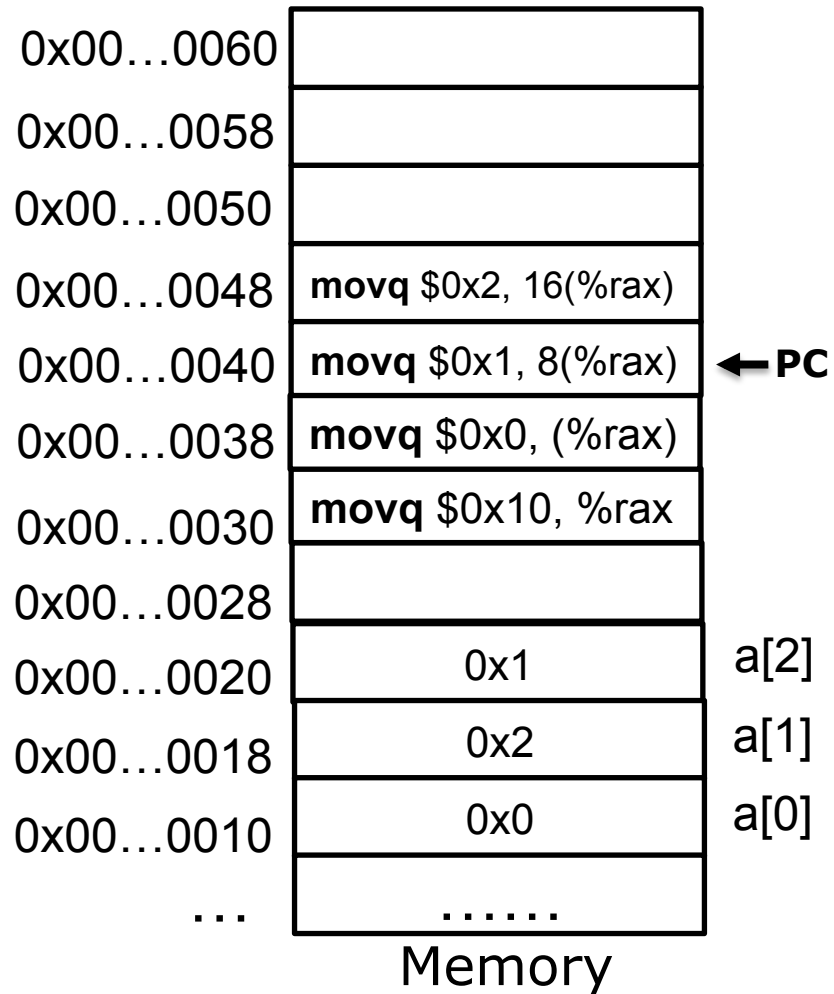 0x00…0060
0x00…0058
0x00…0050
0x00…0048 movq $0x2, 16(%rax)
0x00…0040 movq $0x1, 8(%rax) PC
0x00…0038 movq $0x0, (%rax)
0x00…0030 movq $0x10, %rax
0x00…0028
0x00…0020 0x1 a[2]
0x00…0018 0x2 a[1]
0x00…0010 0x0 a[0]
… ……
Memory